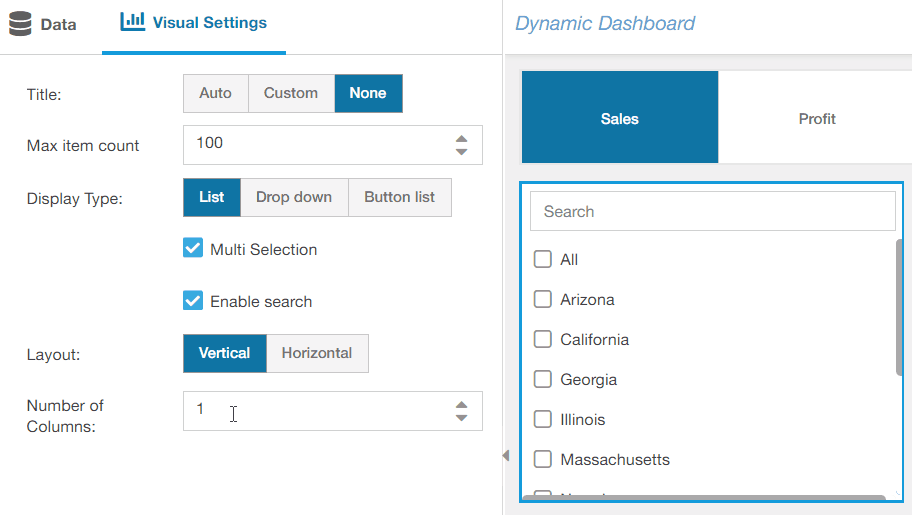 Data
Visual Settings
Title:
Auto
Custom
None
Max item count
100
Display Type:
List
Drop down
Button list
Multi Selection
Enable search
Layout:
Vertical
Horizontal
Number of
Columns:
1
Dynamic Dashboard
Sales
Profit
Search
All
Arizona
California
Georgia
Illinois
Massachusetts